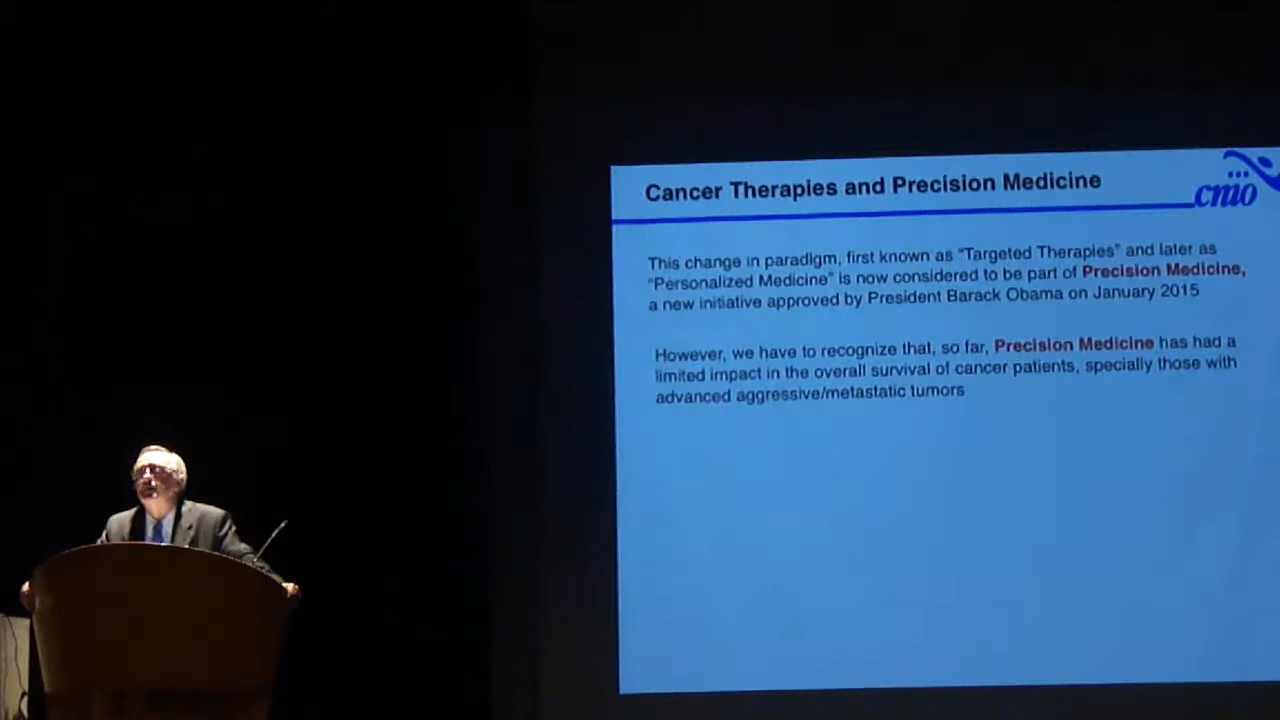 Cancer Therapies and Precision Medicine
cnio
This change in paradigm, first known as “Targeted Therapies” and later as
“Personalized Medicine” is now considered to be part of Precision Medicine,
a new initiative approved by President Barack Obama on January 2015
However, we have to recognize that, so far, Precision Medicine has had a
limited impact in the overall survival of cancer patients, specially those with
advanced aggressive/metastatic tumors